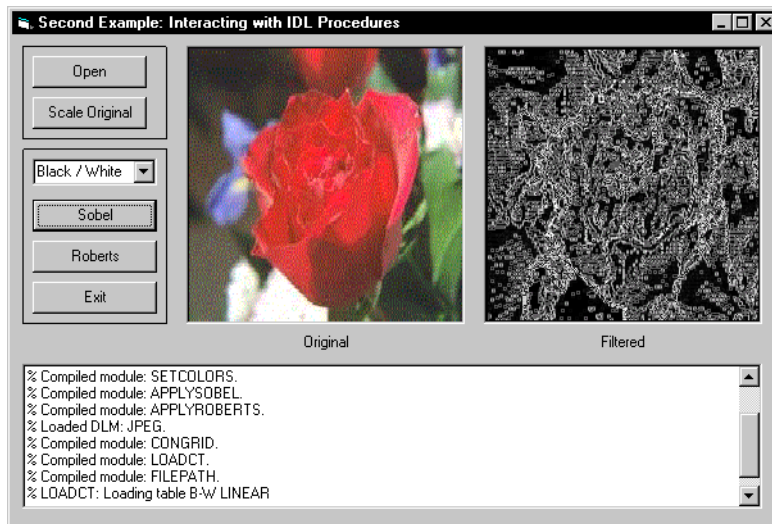 Second Example: Interacting with IDL Procedures
Open
Scale Original
Black / White
Sobel
Roberts
Exit
Original
Filtered
% Compiled module: SETCOLORS.
% Compiled module: APPLYSOBEL.
% Compiled module: APPLYROBERTS.
% Loaded DLM: JPEG.
% Compiled module: CONGRID.
% Compiled module: LOADCT.
% Compiled module: FILEPATH.
% LOADCT: Loading table B-W LINEAR